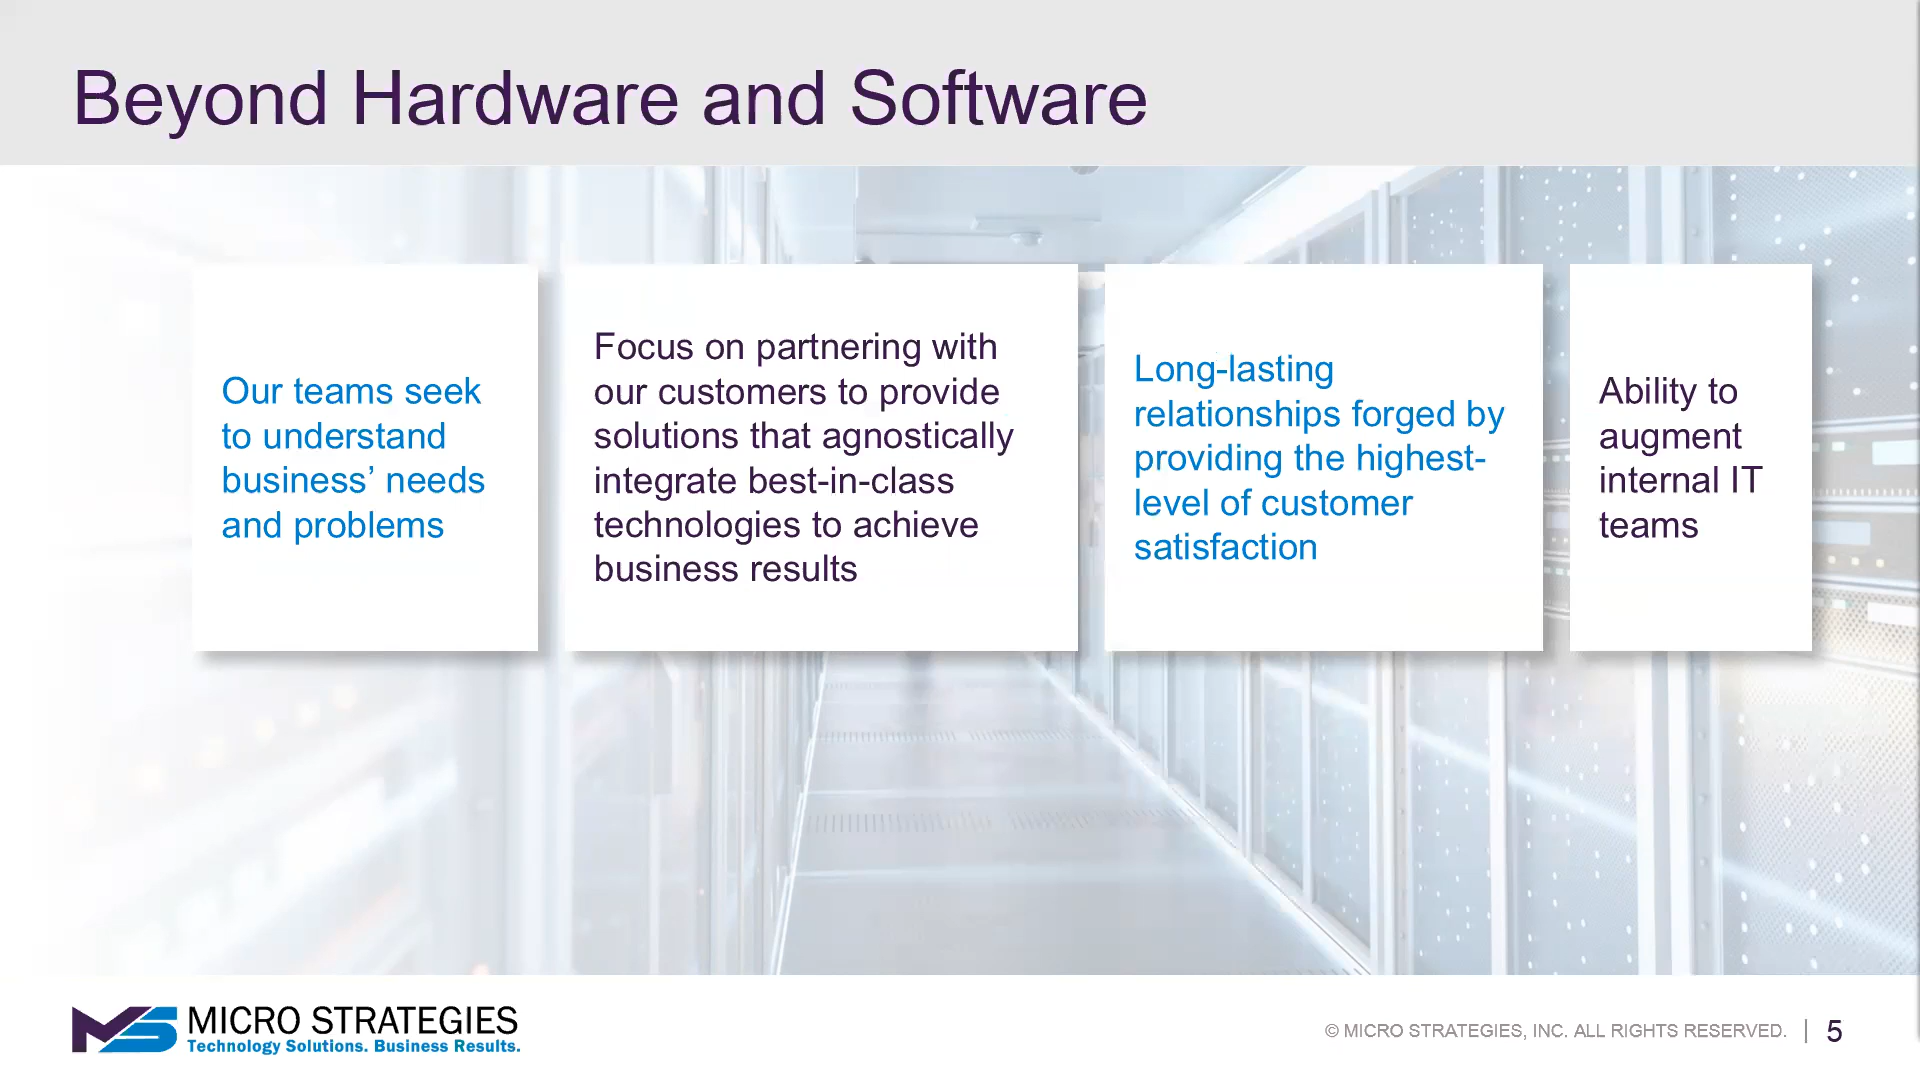 Beyond Hardware and Software
Our teams seek
to understand
business’ needs
and problems
Focus on partnering with
our customers to provide
solutions that agnostically
integrate best-in-class
technologies to achieve
business results
Long-lasting
relationships forged by
providing the highest-
level of customer
satisfaction
Ability to
augment
internal IT
teams
MS MICRO STRATEGIES
Technology Solutions. Business Results.
© MICRO STRATEGIES, INC. ALL RIGHTS RESERVED. | 5